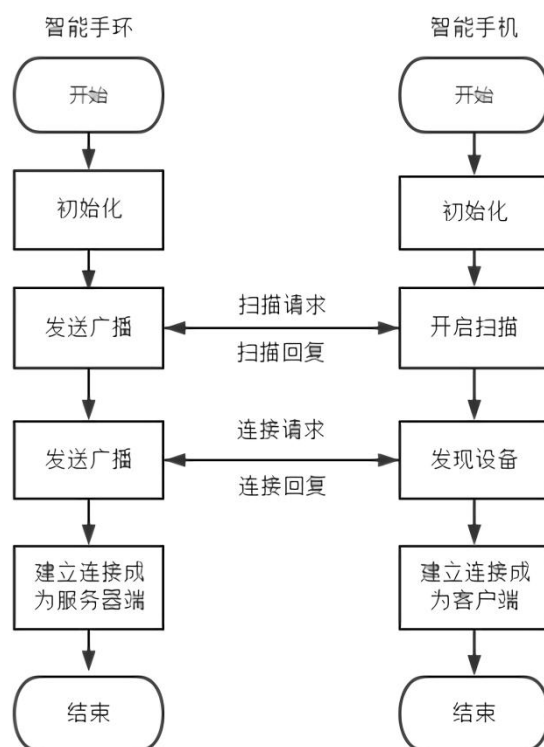 智能手环
智能手机
开始
开始
初始化
初始化
发送广播
扫描请求
扫描回复
开启扫描
发送广播
连接请求
连接回复
发现设备
建立连接成
为服务器端
建立连接成
为客户端
结束
结束